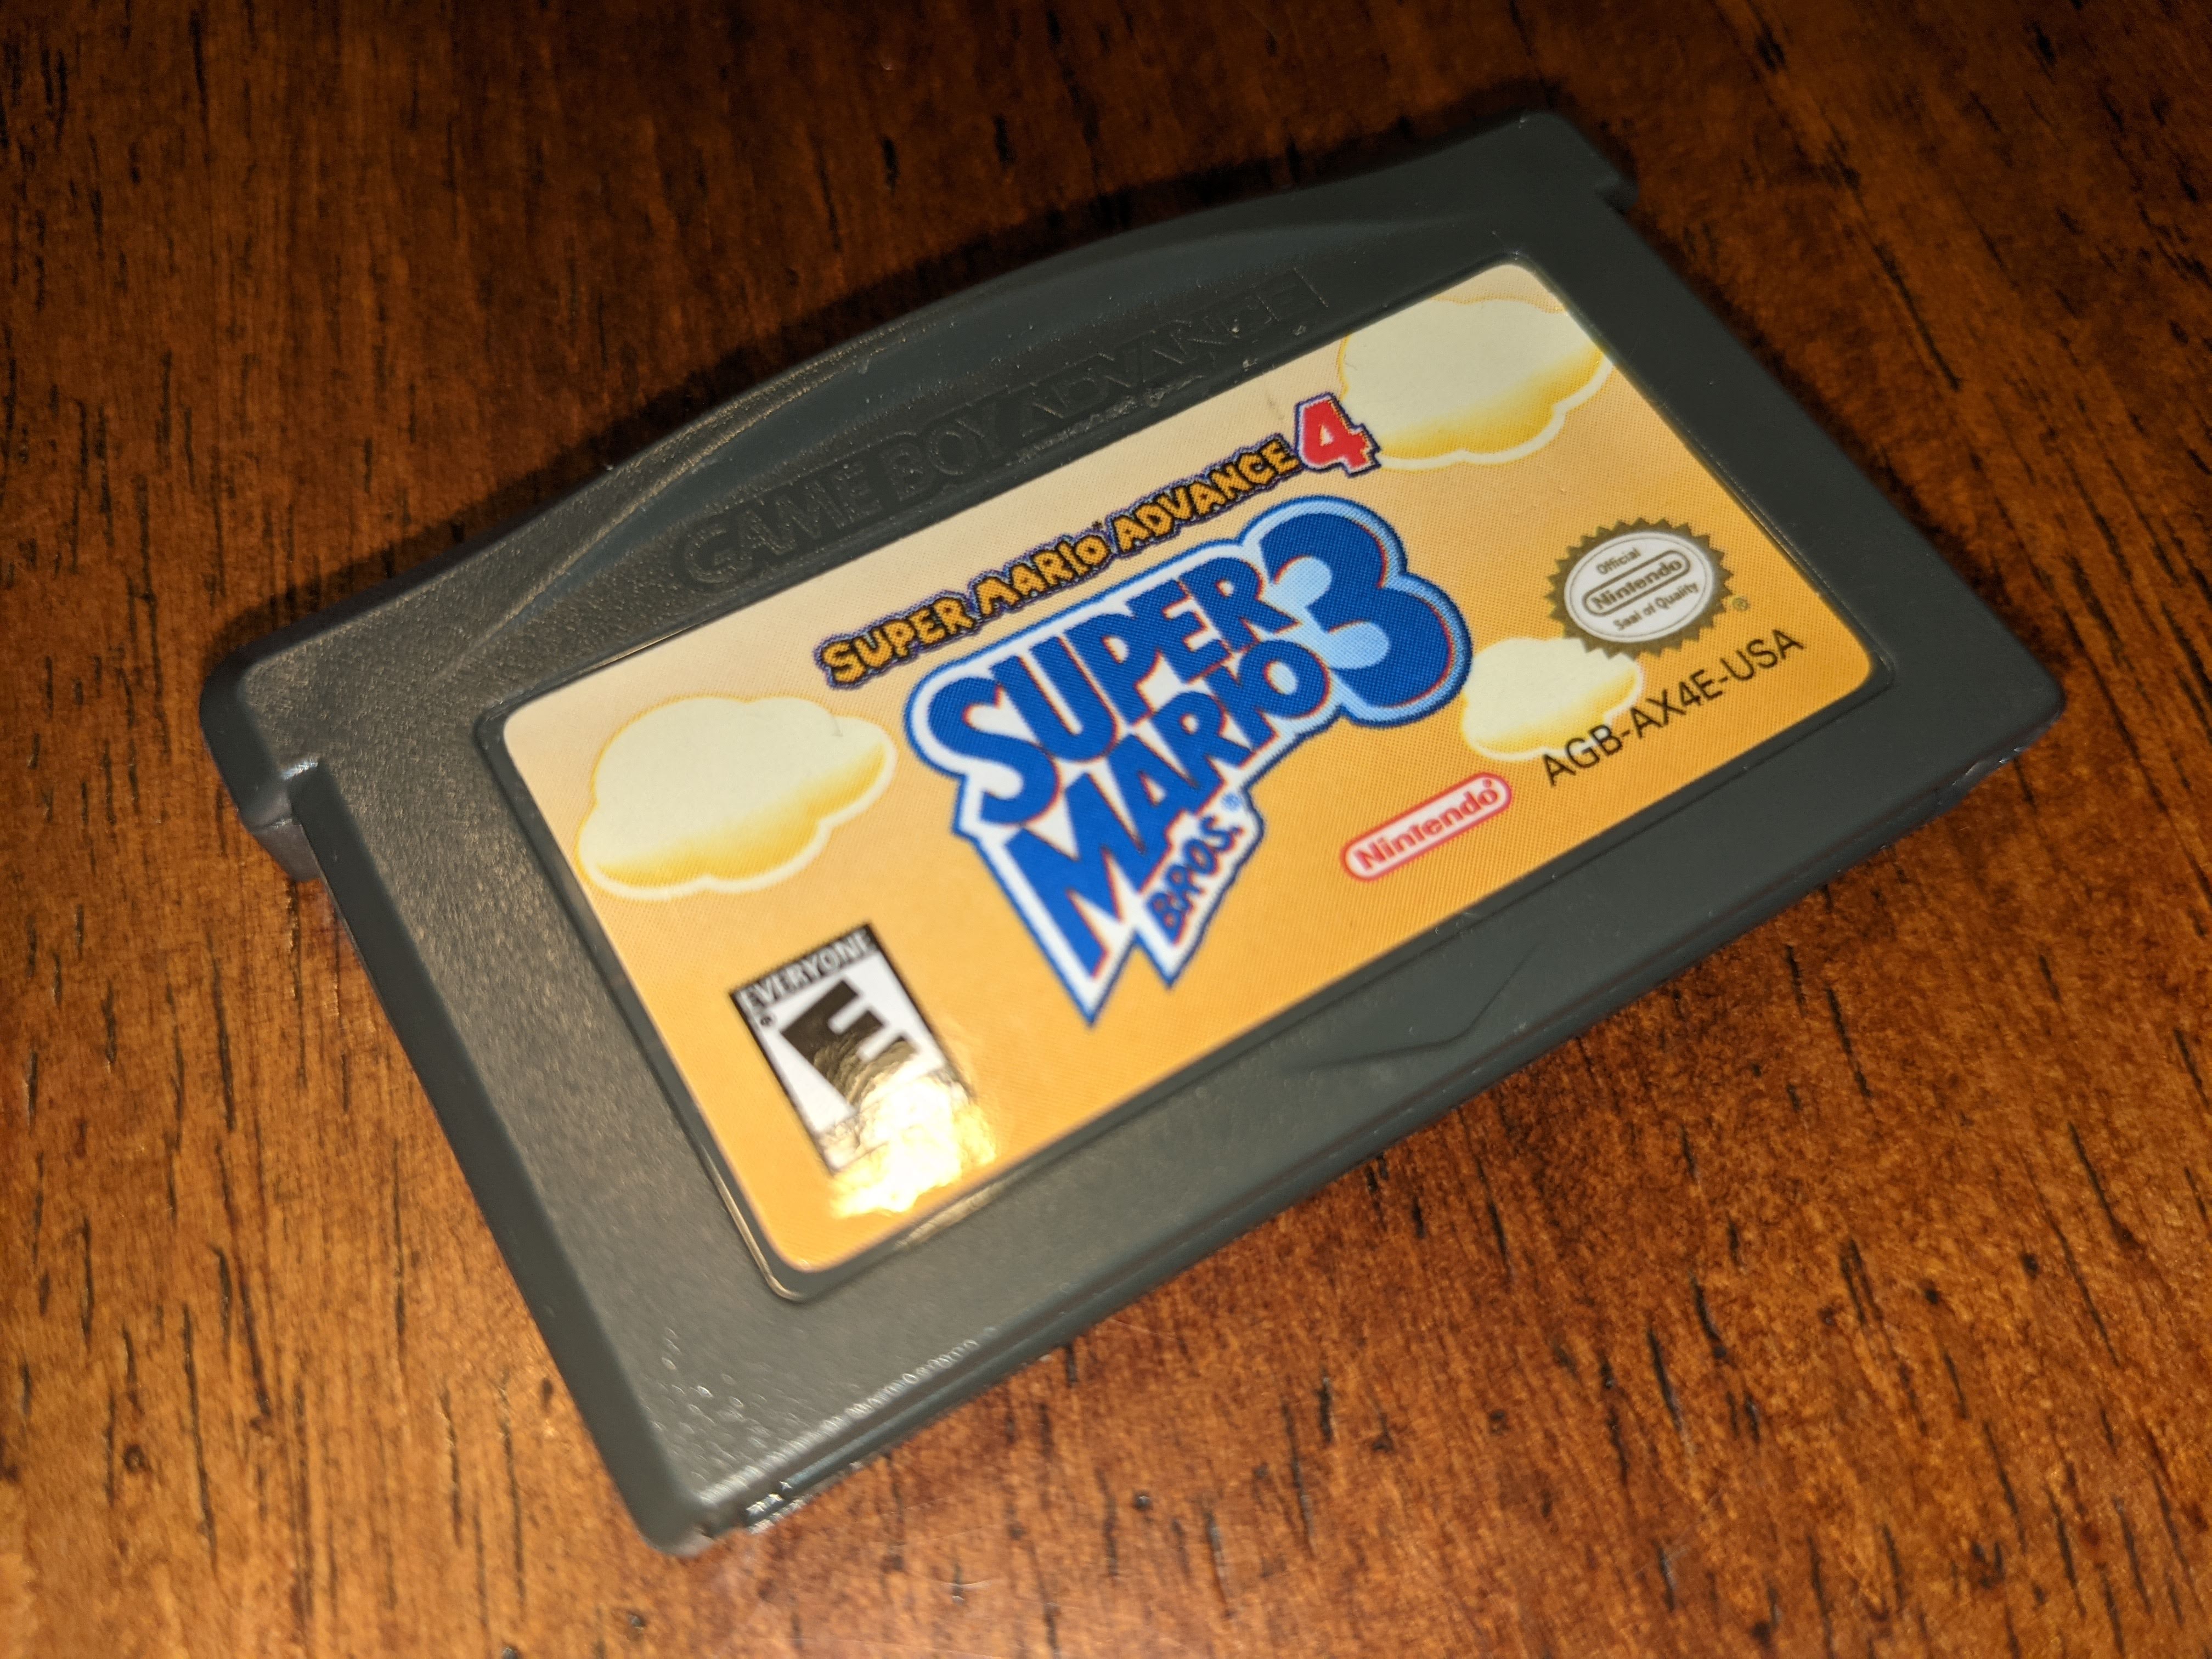 GAME BOY ADVANCE
SUPER MARIO ADVANCE 4
SUPER
MARIO
BROS.®
3
Official
Nintendo
Seal of Quality
®
AGB-AX4E-USA
Nintendo®
EVERYONE
E
®